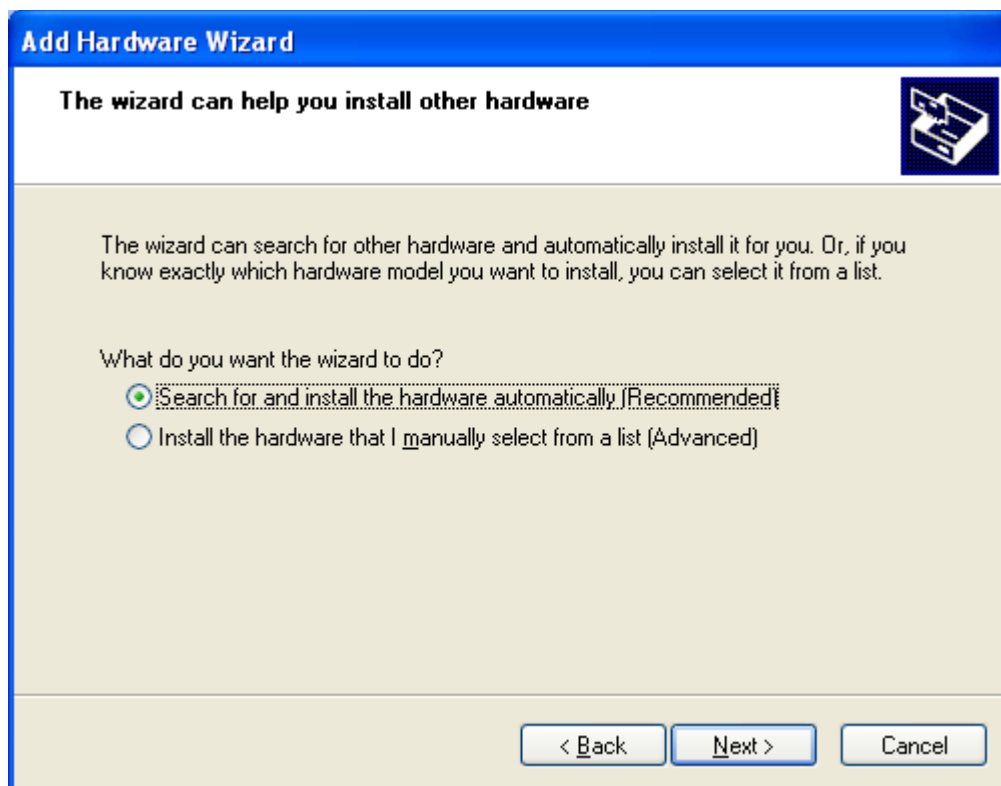 Add Hardware Wizard
The wizard can help you install other hardware
The wizard can search for other hardware and automatically install it for you. Or, if you
know exactly which hardware model you want to install, you can select it from a list.
What do you want the wizard to do?
Search for and install the hardware automatically (Recommended)
Install the hardware that I manually select from a list (Advanced)
< Back Next > Cancel